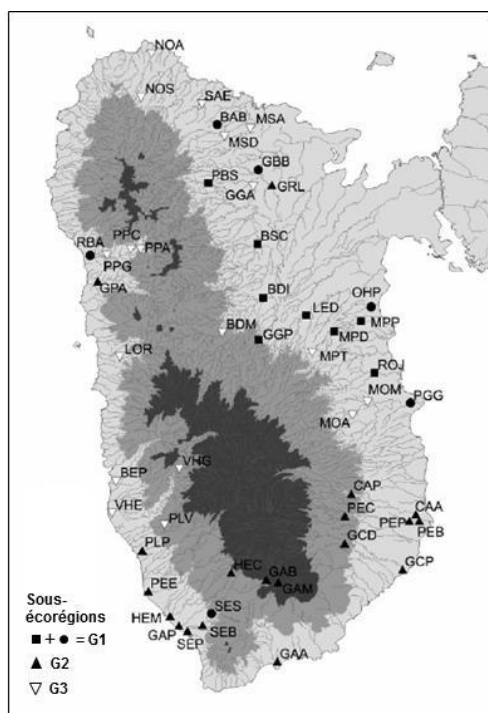 NOA
NOS
SAE
BAB
MSA
MSD
GBB
PBS
GGA
GRL
PPC
RBA
PPA
BSC
PPG
GPA
BDI
OHP
LED
MPP
BDM
MPD
GGP
LOR
MPT
ROJ
MOM
PGG
MOA
VHG
BEP
CAP
VHE
PLV
PEC
CAA
PEP
PEB
GCD
PLP
HEC
GAB
GCP
PEE
GAM
SES
HEM
GAP
SEB
SEP
GAA
Sous-
écorégions
+ = G1
G2
G3